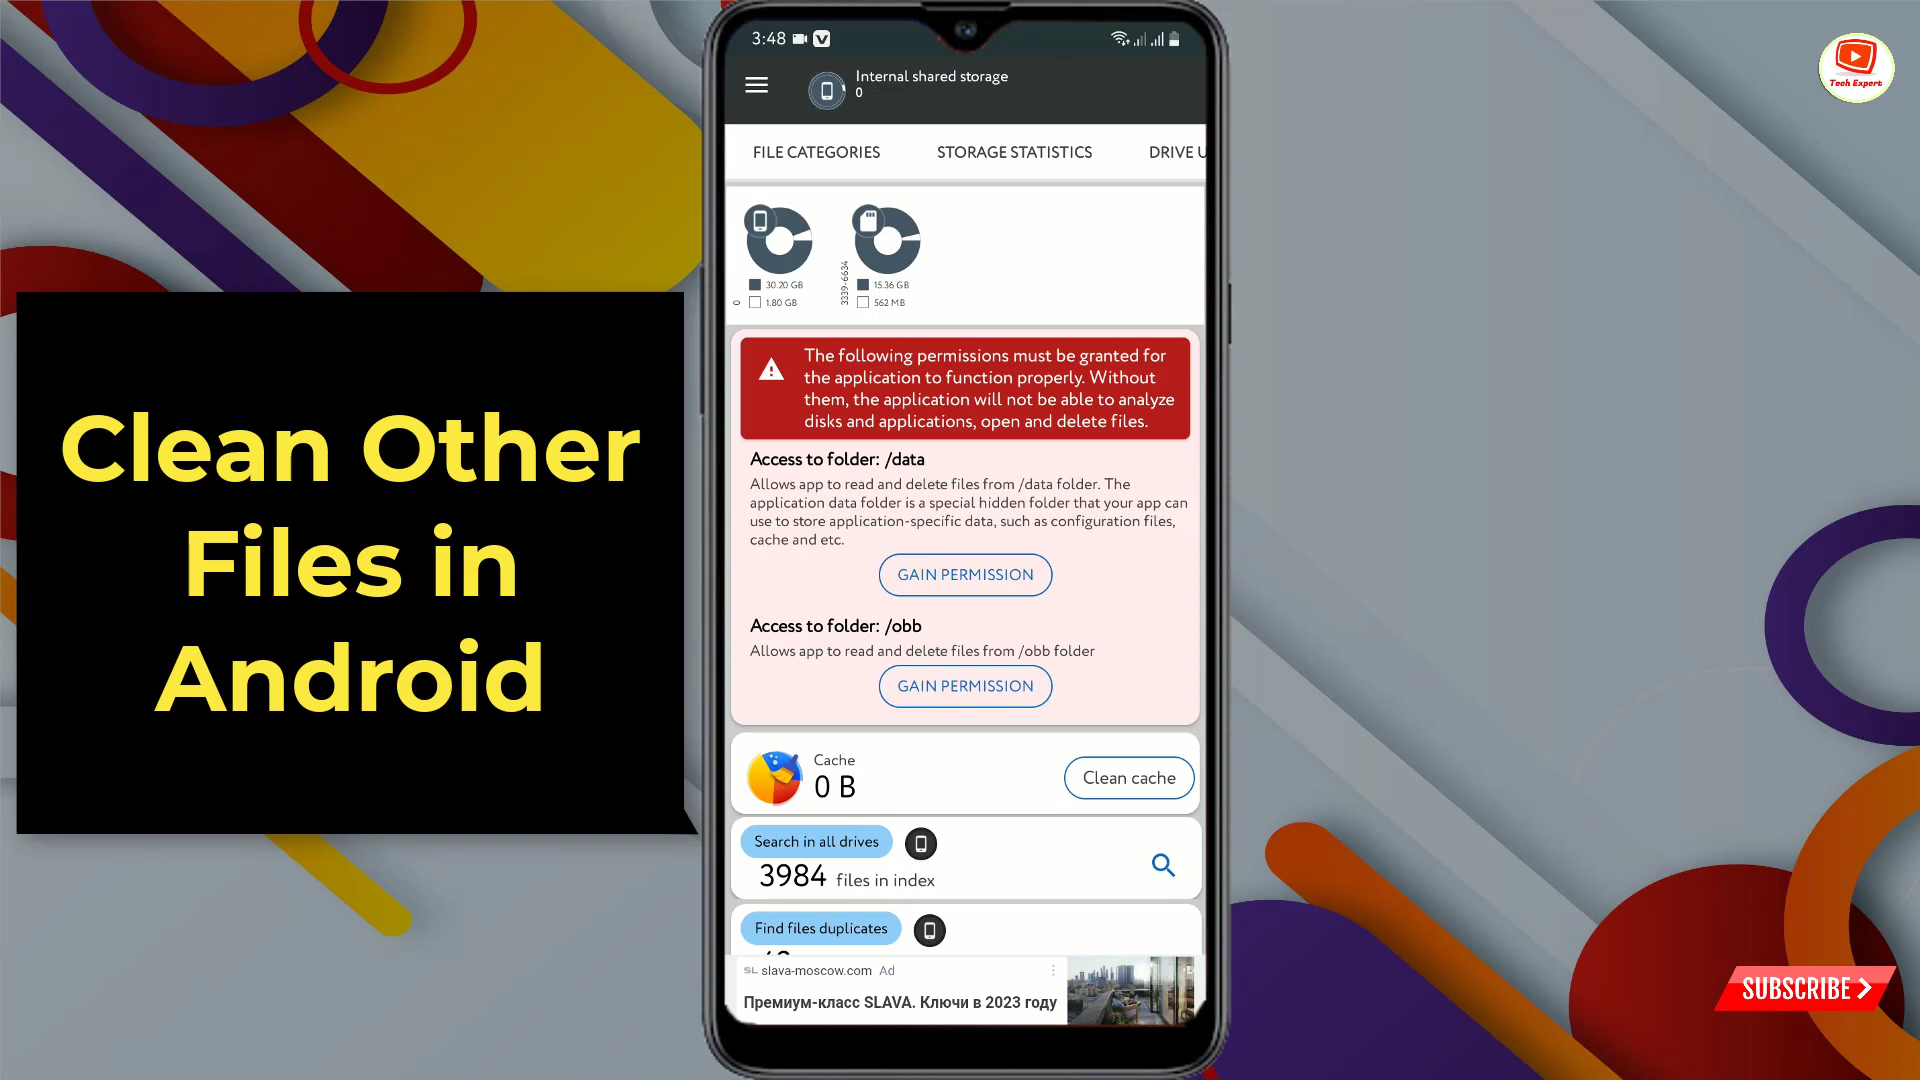 3:48
Internal shared storage
0
FILE CATEGORIES
STORAGE STATISTICS
DRIVE U
0
30.20 GB
1.80 GB
3339-6634
15.36 GB
562 MB
The following permissions must be granted for
the application to function properly. Without
them, the application will not be able to analyze
disks and applications, open and delete files.
Access to folder: /data
Allows app to read and delete files from /data folder. The
application data folder is a special hidden folder that your app can
use to store application-specific data, such as configuration files,
cache and etc.
GAIN PERMISSION
Access to folder: /obb
Allows app to read and delete files from /obb folder
GAIN PERMISSION
Cache
0 B
Clean cache
Search in all drives
3984 files in index
Find files duplicates
SL slava-moscow.com Ad
Премиум-класс SLAVA. Ключи в 2023 году
Clean Other
Files in
Android
Tech Expert
SUBSCRIBE